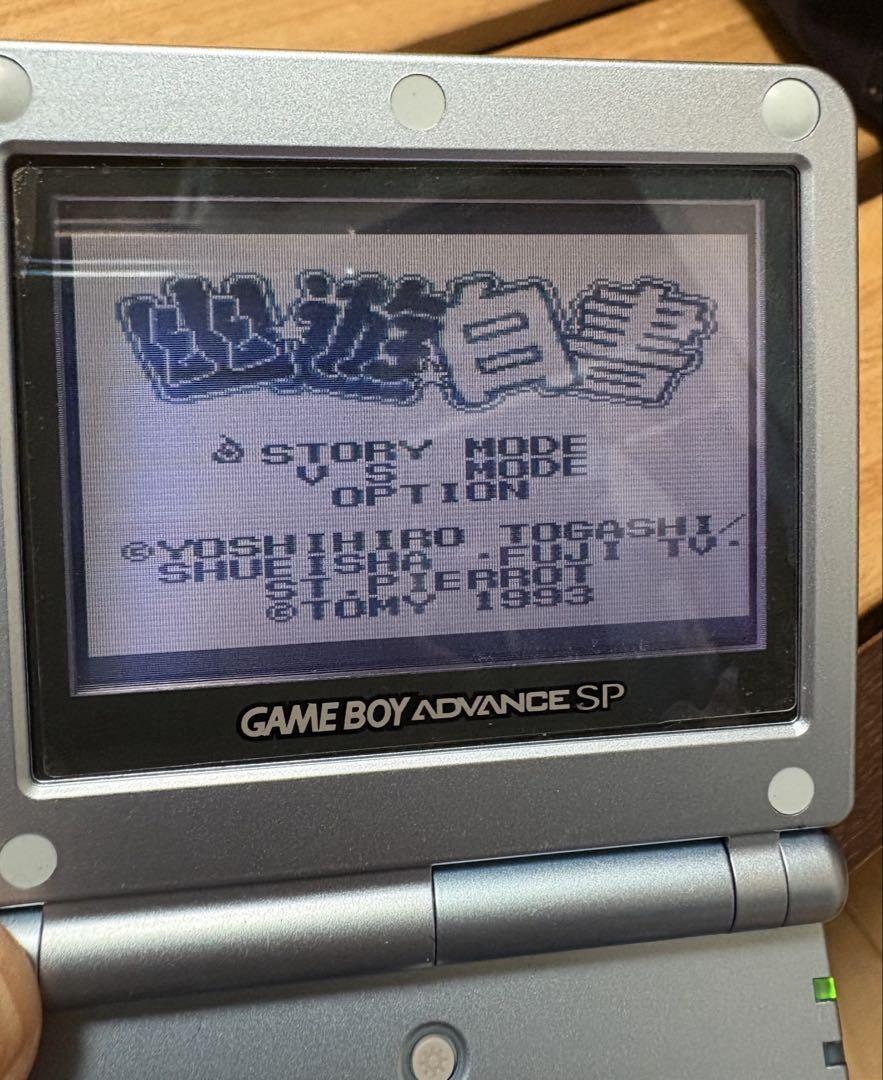 幽遊白書
STORY MODE
V S MODE
OPTION
©YOSHIHIRO TOGASHI/
SHUEISHA .FUJI TV.
ST.PIERROT
©TOMY 1993
GAME BOY ADVANCE SP